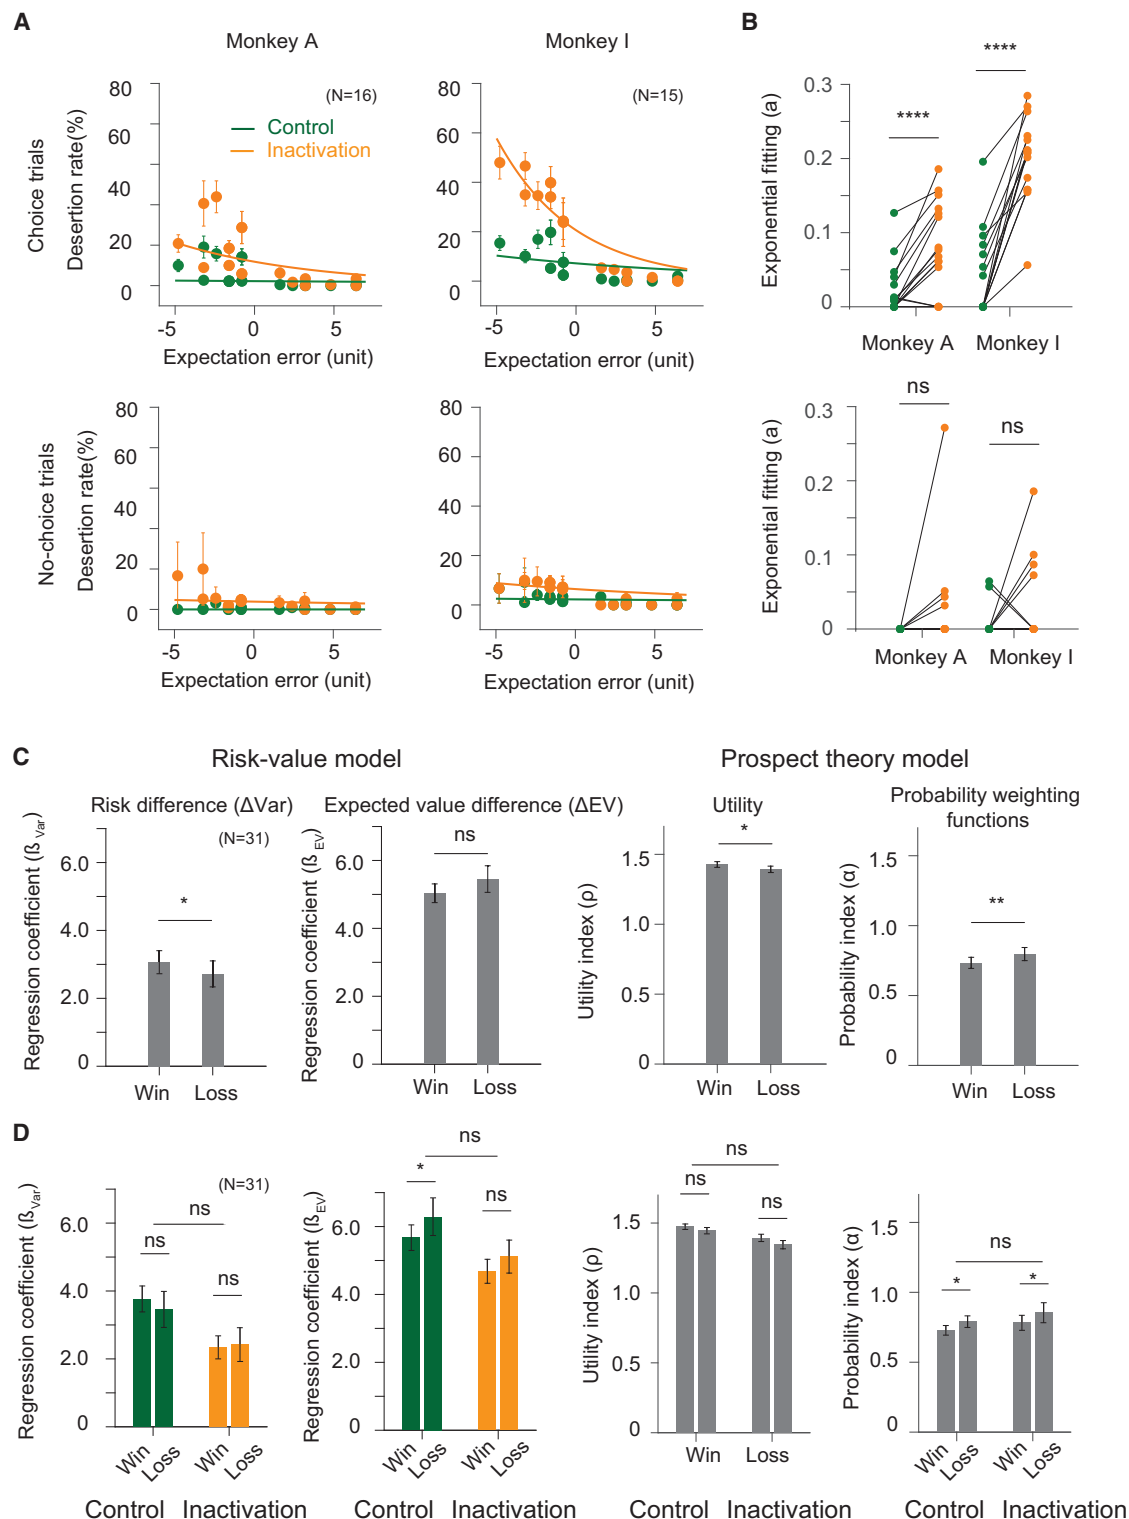 A
Monkey A
Monkey I
B
Choice trials
Desertion rate(%)
80
60
40
20
0
(N=16)
Control
Inactivation
-5
0
5
Expectation error (unit)
80
60
40
20
0
(N=15)
-5
0
5
Expectation error (unit)
Exponential fitting (a)
0.3
0.2
0.1
0
****
****
Monkey A
Monkey I
No-choice trials
Desertion rate(%)
80
60
40
20
0
-5
0
5
Expectation error (unit)
80
60
40
20
0
-5
0
5
Expectation error (unit)
Exponential fitting (a)
0.3
0.2
0.1
0
ns
ns
Monkey A
Monkey I
C
Risk-value model
Prospect theory model
Risk difference (ΔVar)
(N=31)
Regression coefficient (ß Var)
6.0
4.0
2.0
0
*
Win
Loss
Expected value difference (ΔEV)
Regression coefficient (ß EV)
6.0
4.0
2.0
0
ns
Win
Loss
Utility
Utility index (ρ)
1.5
1.0
0.5
0
*
Win
Loss
Probability weighting
functions
Probability index (α)
1.5
1.0
0.5
0
**
Win
Loss
D
(N=31)
Regression coefficient (ßVar)
6.0
4.0
2.0
0
ns
ns
ns
Win
Loss
Win
Loss
Control
Inactivation
Regression coefficient (ßEV)
6.0
4.0
2.0
0
ns
*
ns
Win
Loss
Win
Loss
Control
Inactivation
Utility index (ρ)
1.5
1.0
0.5
0
ns
ns
ns
Win
Loss
Control
Inactivation
Probability index (α)
1.5
1.0
0.5
0
ns
*
*
Win
Loss
Win
Loss
Control
Inactivation